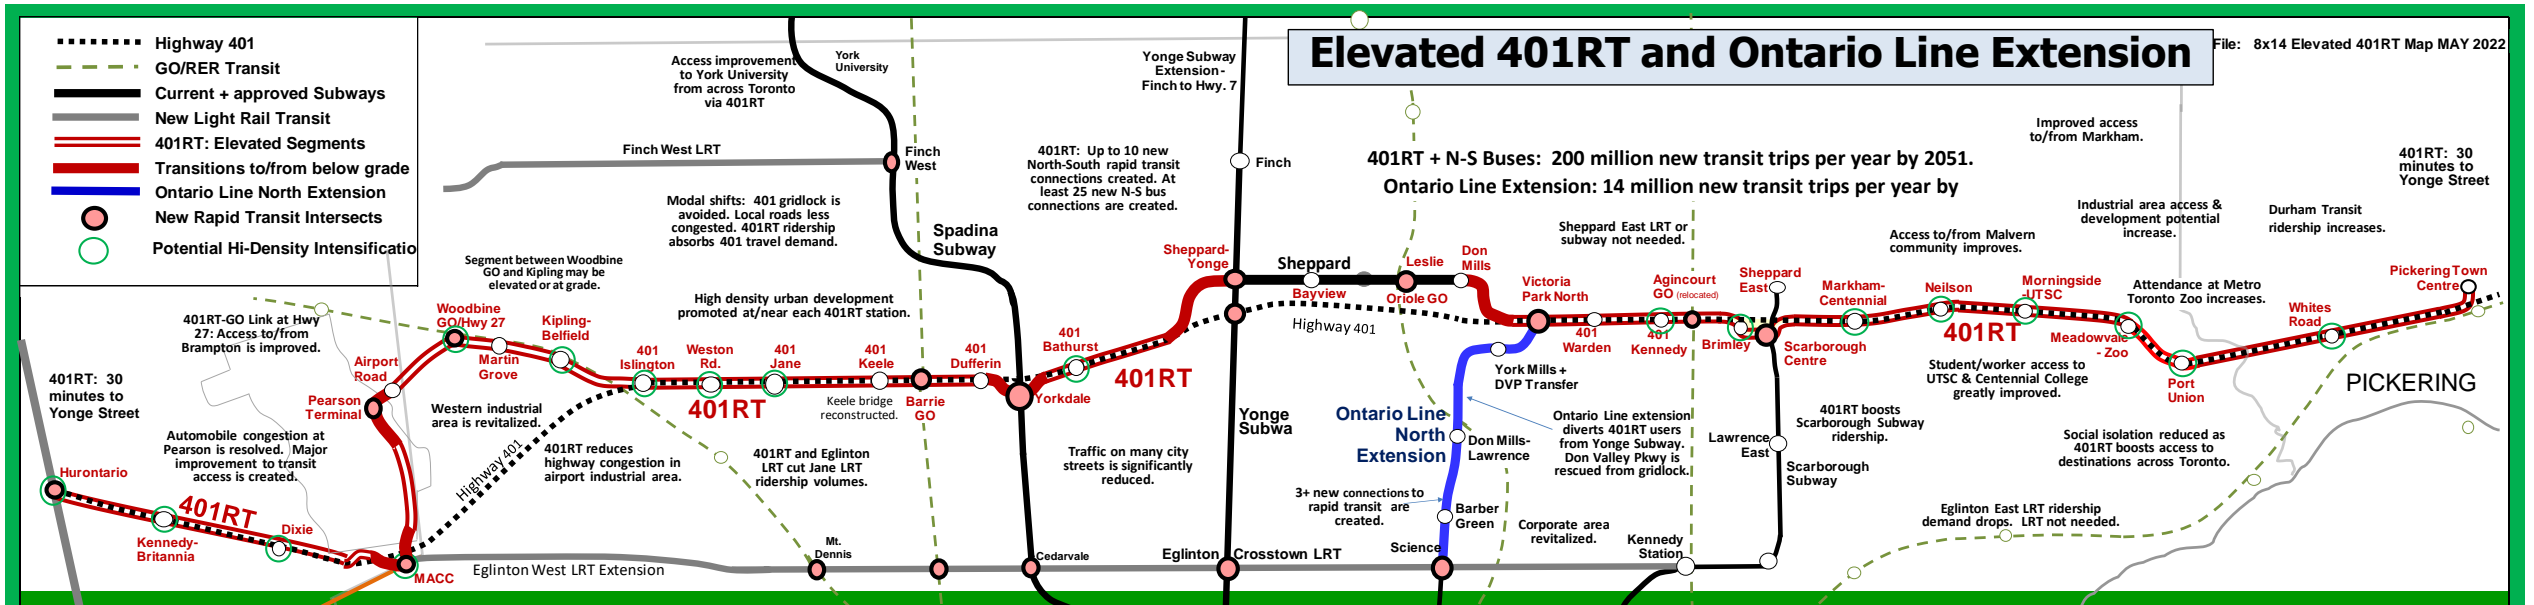 Elevated 401RT and Ontario Line Extension
File: 8x14 Elevated 401RT Map MAY 2022
Highway 401
GO/RER Transit
Current + approved Subways
New Light Rail Transit
401RT: Elevated Segments
Transitions to/from below grade
Ontario Line North Extension
New Rapid Transit Intersects
Potential Hi-Density Intensificatio
Access improvement
to York University
from across Toronto
via 401RT
York
University
Yonge Subway
Extension -
Finch to Hwy. 7
Finch West LRT
Finch
West
401RT: Up to 10 new
North-South rapid transit
connections created. At
least 25 new N-S bus
connections are created.
Finch
401RT + N-S Buses: 200 million new transit trips per year by 2051.
Ontario Line Extension: 14 million new transit trips per year by
Improved access
to/from Markham.
401RT: 30
minutes to
Yonge Street
Modal shifts: 401 gridlock is
avoided. Local roads less
congested. 401RT ridership
absorbs 401 travel demand.
Spadina
Subway
Sheppard East LRT or
subway not needed.
Access to/from Malvern
community improves.
Industrial area access &
development potential
increase.
Durham Transit
ridership increases.
Segment between Woodbine
GO and Kipling may be
elevated or at grade.
High density urban development
promoted at/near each 401RT station.
Sheppard-
Yonge
Sheppard
Bayview
Leslie
Oriole GO
Don
Mills
Highway 401
Victoria
Park North
401
Warden
Agincourt
GO (relocated)
401
Kennedy
Sheppard
East
Brimley
Scarborough
Centre
Markham-
Centennial
Neilson
401RT
Morningside
-UTSC
Attendance at Metro
Toronto Zoo increases.
Meadowvale
- Zoo
Port
Union
Whites
Road
Pickering Town
Centre
PICKERING
401RT-GO Link at Hwy
27: Access to/from
Brampton is improved.
Woodbine
GO/Hwy 27
Martin
Grove
Kipling-
Belfield
Airport
Road
Pearson
Terminal
401
Islington
Weston
Rd.
401
Jane
401RT
401
Keele
Keele bridge
reconstructed.
Barrie
GO
401
Dufferin
Yorkdale
401
Bathurst
401RT
401RT: 30
minutes to
Yonge Street
Western industrial
area is revitalized.
Automobile congestion at
Pearson is resolved. Major
improvement to transit
access is created.
Highway 401
401RT reduces
highway congestion in
airport industrial area.
401RT and Eglinton
LRT cut Jane LRT
ridership volumes.
Traffic on many city
streets is significantly
reduced.
Yonge
Subwa
Ontario Line
North
Extension
York Mills +
DVP Transfer
Don Mills-
Lawrence
Ontario Line extension
diverts 401RT users
from Yonge Subway.
Don Valley Pkwy is
rescued from gridlock.
3+ new connections to
rapid transit are
created.
Barber
Green
Corporate area
revitalized.
Lawrence
East
Scarborough
Subway
401RT boosts
Scarborough Subway
ridership.
Student/worker access to
UTSC & Centennial College
greatly improved.
Social isolation reduced as
401RT boosts access to
destinations across Toronto.
Eglinton East LRT ridership
demand drops. LRT not needed.
Hurontario
401RT
Kennedy-
Britannia
Dixie
MACC
Eglinton West LRT Extension
Mt.
Dennis
Cedarvale
Eglinton Crosstown LRT
Science
Kennedy
Station